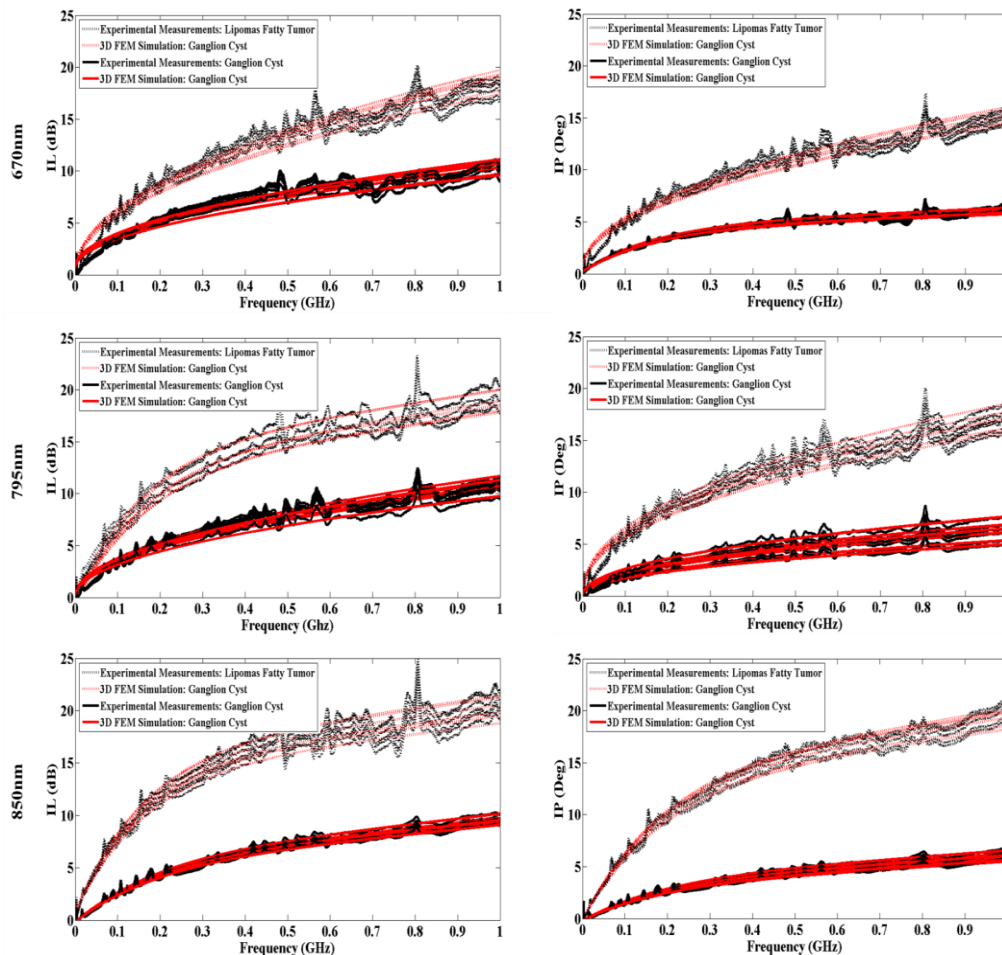 25
20
15
10
5
0
IL (dB)
670nm
Experimental Measurements: Lipomas Fatty Tumor
3D FEM Simulation: Ganglion Cyst
Experimental Measurements: Ganglion Cyst
3D FEM Simulation: Ganglion Cyst
0 0.1 0.2 0.3 0.4 0.5 0.6 0.7 0.8 0.9 1
Frequency (GHz)
25
20
15
10
5
0
IP (Deg)
Experimental Measurements: Lipomas Fatty Tumor
3D FEM Simulation: Ganglion Cyst
Experimental Measurements: Ganglion Cyst
3D FEM Simulation: Ganglion Cyst
0 0.1 0.2 0.3 0.4 0.5 0.6 0.7 0.8 0.9
Frequency (GHz)
25
20
15
10
5
0
IL (dB)
795nm
Experimental Measurements: Lipomas Fatty Tumor
3D FEM Simulation: Ganglion Cyst
Experimental Measurements: Ganglion Cyst
3D FEM Simulation: Ganglion Cyst
0 0.1 0.2 0.3 0.4 0.5 0.6 0.7 0.8 0.9 1
Frequency (Ghz)
25
20
15
10
5
0
IP (Deg)
Experimental Measurements: Lipomas Fatty Tumor
3D FEM Simulation: Ganglion Cyst
Experimental Measurements: Ganglion Cyst
3D FEM Simulation: Ganglion Cyst
0 0.1 0.2 0.3 0.4 0.5 0.6 0.7 0.8 0.9
Frequency (GHz)
25
20
15
10
5
0
IL (dB)
850nm
Experimental Measurements: Lipomas Fatty Tumor
3D FEM Simulation: Ganglion Cyst
Experimental Measurements: Ganglion Cyst
3D FEM Simulation: Ganglion Cyst
0 0.1 0.2 0.3 0.4 0.5 0.6 0.7 0.8 0.9 1
Frequency (GHz)
25
20
15
10
5
0
IP (Deg)
Experimental Measurements: Lipomas Fatty Tumor
3D FEM Simulation: Ganglion Cyst
Experimental Measurements: Ganglion Cyst
3D FEM Simulation: Ganglion Cyst
0 0.1 0.2 0.3 0.4 0.5 0.6 0.7 0.8 0.9
Frequency (GHz)